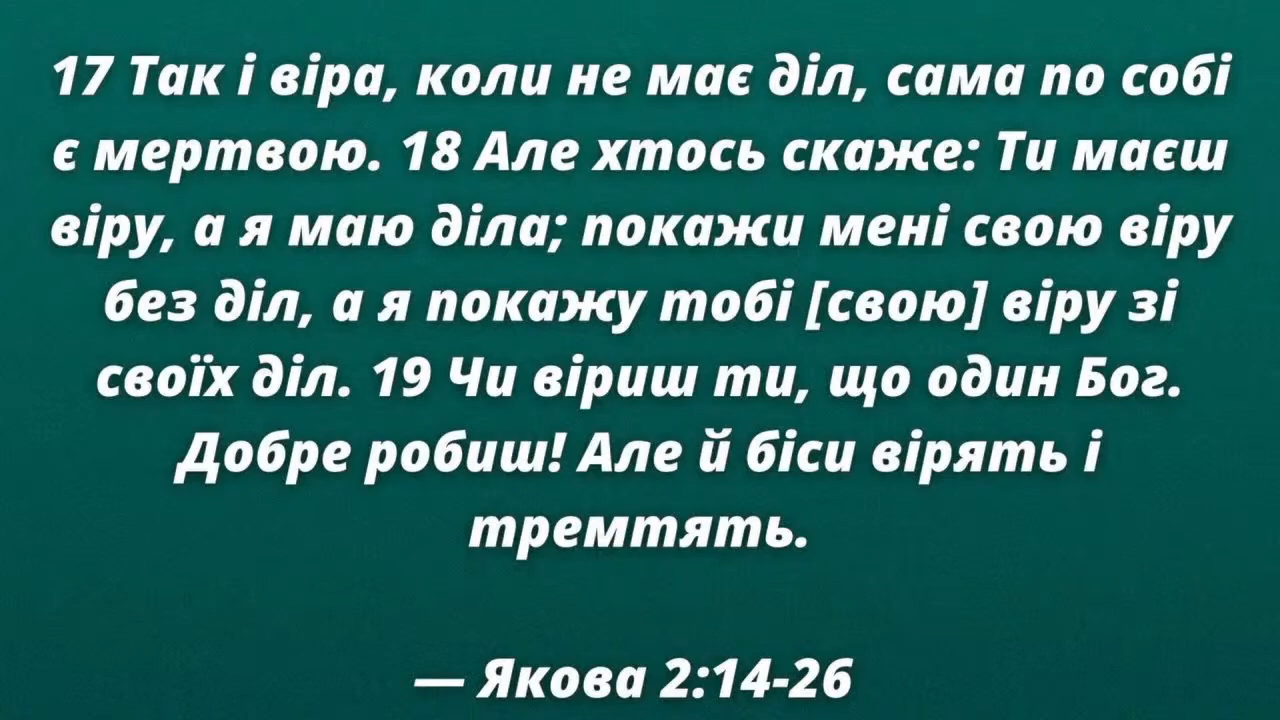 17 Так і віра, коли не має діл, сама по собі
є мертвою. 18 Але хтось скаже: Ти маєш
віру, а я маю діла; покажи мені свою віру
без діл, а я покажу тобі [свою] віру зі
своїх діл. 19 Чи віриш ти, що один Бог.
Добре робиш! Але й біси вірять і
тремтять.
— Якова 2:14-26